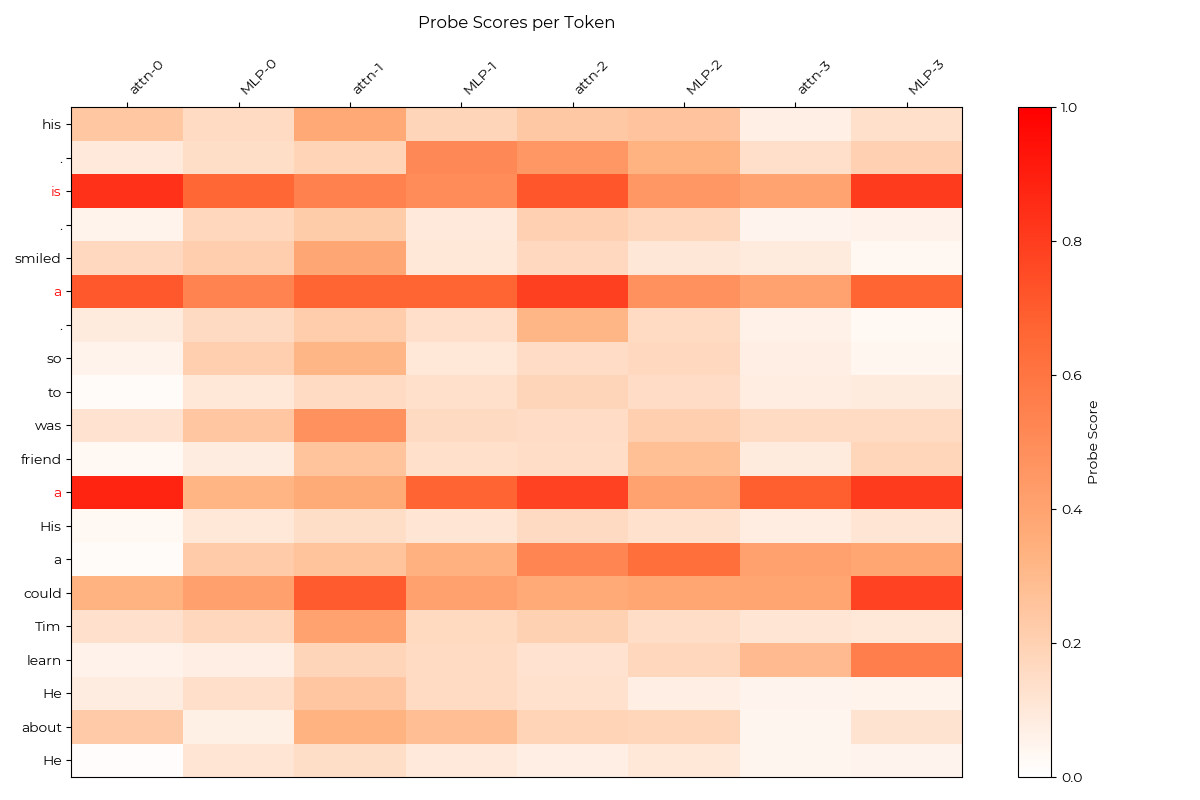 Probe Scores per Token
attn-0 MLP-0 attn-1 MLP-1 attn-2 MLP-2 attn-3 MLP-3
his
.
is
.
smiled
a
.
so
to
was
friend
a
His
a
could
Tim
learn
He
about
He
1.0
0.8
0.6
0.4
0.2
0.0
Probe Score